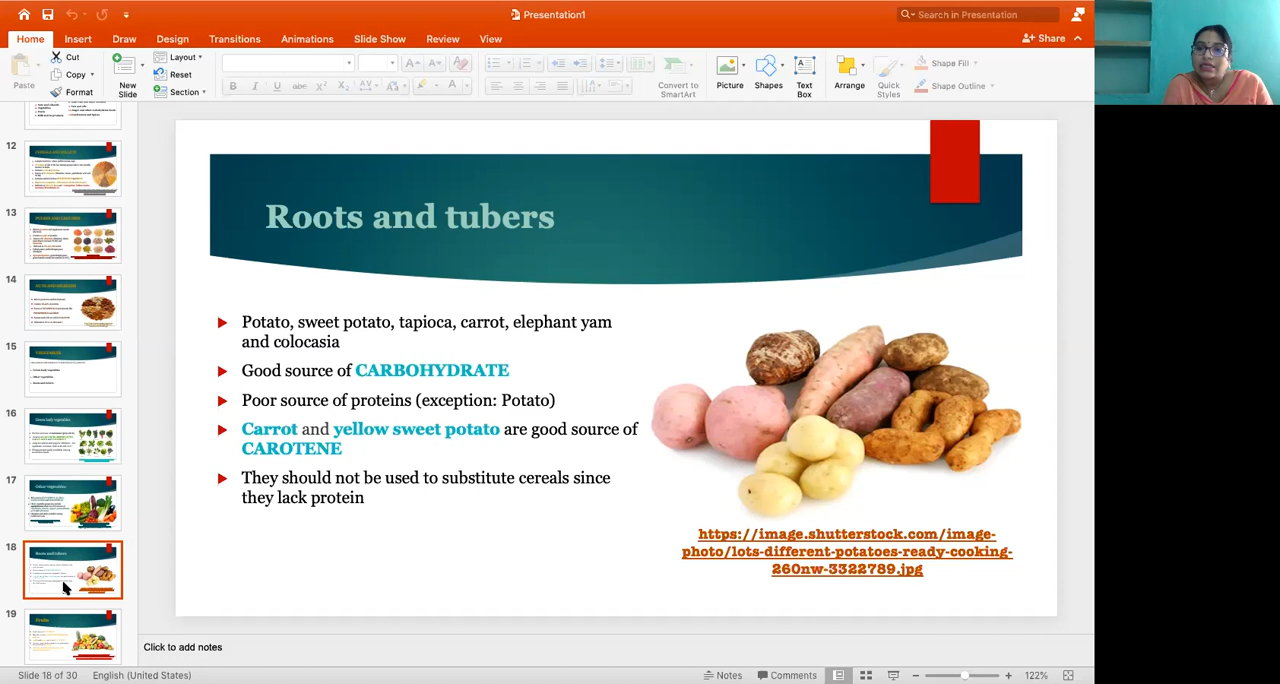 Presentation1
Search in Presentation
Home Insert Draw Design Transitions Animations Slide Show Review View
Share
Paste
Cut
Copy
Format
New
Slide
Layout
Reset
Section
B I U abc X² X₂ AV
Convert to
SmartArt
Picture
Shapes
Text
Box
Arrange
Quick
Styles
Shape Fill
Shape Outline
12
13
14
15
16
17
18
19
Roots and tubers
Potato, sweet potato, tapioca, carrot, elephant yam
and colocasia
Good source of CARBOHYDRATE
Poor source of proteins (exception: Potato)
Carrot and yellow sweet potato are good source of
CAROTENE
They should not be used to substitute cereals since
they lack protein
https://image.shutterstock.com/image-
photo/lots-different-potatoes-ready-cooking-
260nw-3322789.jpg
Click to add notes
Slide 18 of 30
English (United States)
Notes
Comments
122%